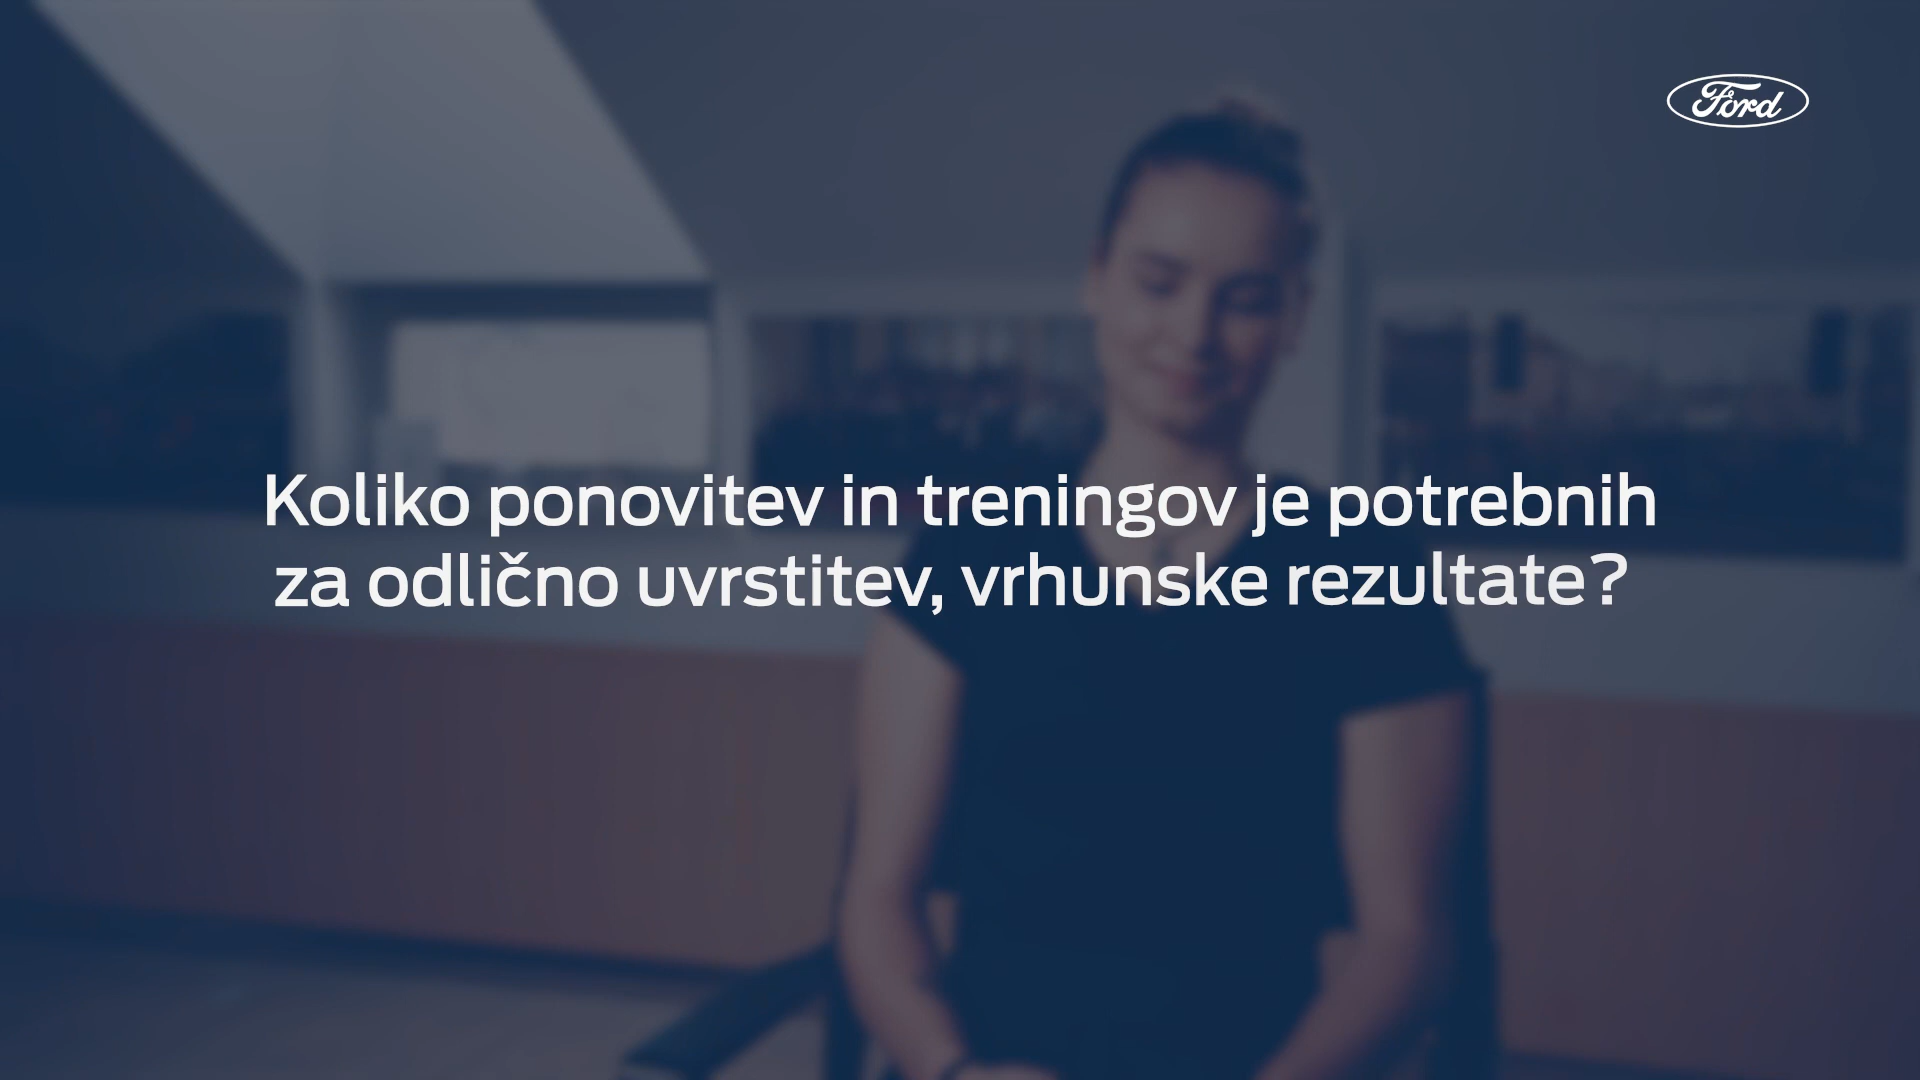 Ford
Koliko ponovitev in treningov je potrebnih
za odlično uvrstitev, vrhunske rezultate?